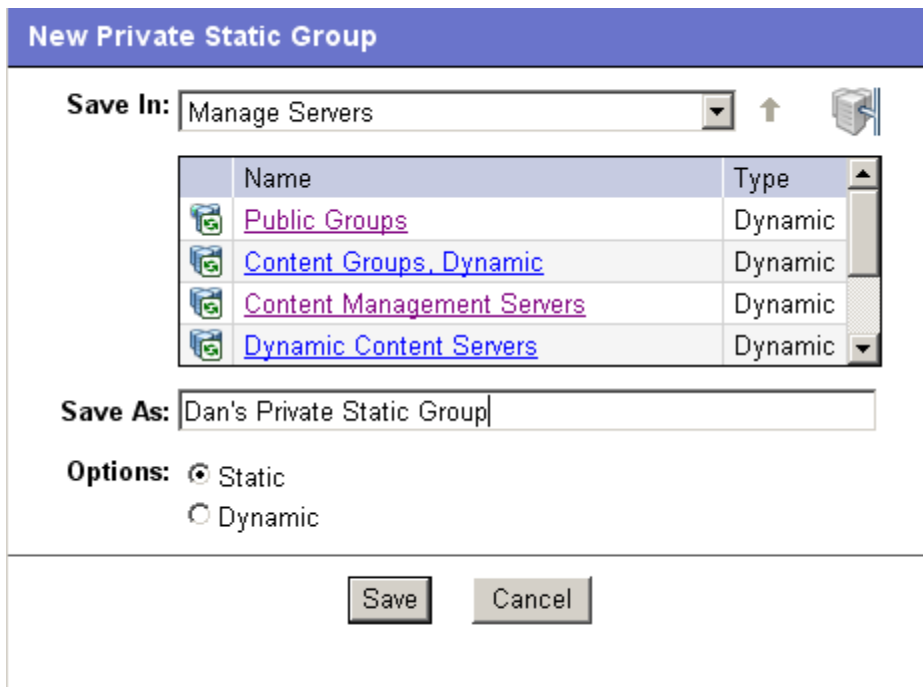 New Private Static Group
Save In: Manage Servers
Name Type
Public Groups Dynamic
Content Groups, Dynamic Dynamic
Content Management Servers Dynamic
Dynamic Content Servers Dynamic
Save As: Dan's Private Static Group
Options: Static
Dynamic
Save Cancel